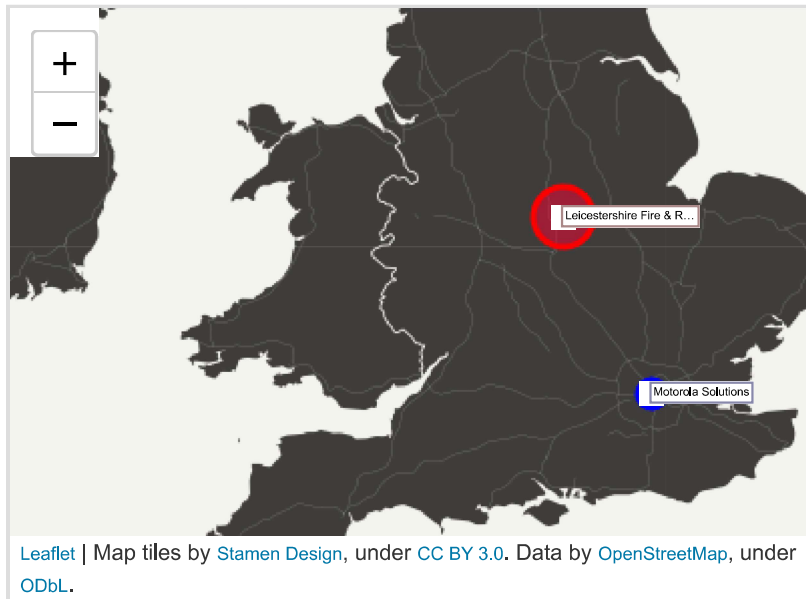 +
−
Leicestershire Fire & R...
Motorola Solutions
Leaflet | Map tiles by Stamen Design, under CC BY 3.0. Data by OpenStreetMap, under
ODbL.